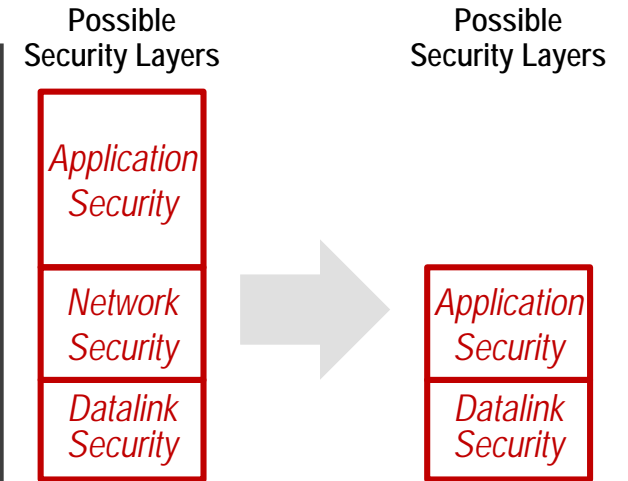 Possible
Security Layers
Application
Security
Network
Security
Datalink
Security
Possible
Security Layers
Application
Security
Datalink
Security